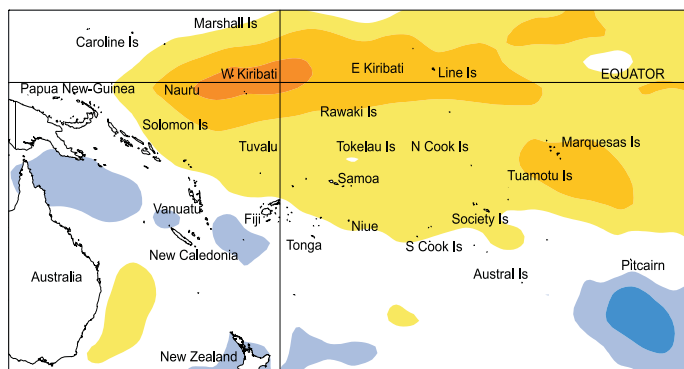 Marshall Is
Caroline Is
W Kiribati
E Kiribati
Line Is
EQUATOR
Papua New Guinea
Nauru
Rawaki Is
Solomon Is
Tuvalu
Tokelau Is
N Cook Is
Marquesas Is
Samoa
Tuamotu Is
Vanuatu
Fiji
Niue
Society Is
Tonga
New Caledonia
S Cook Is
Australia
Austral Is
Pitcairn
New Zealand